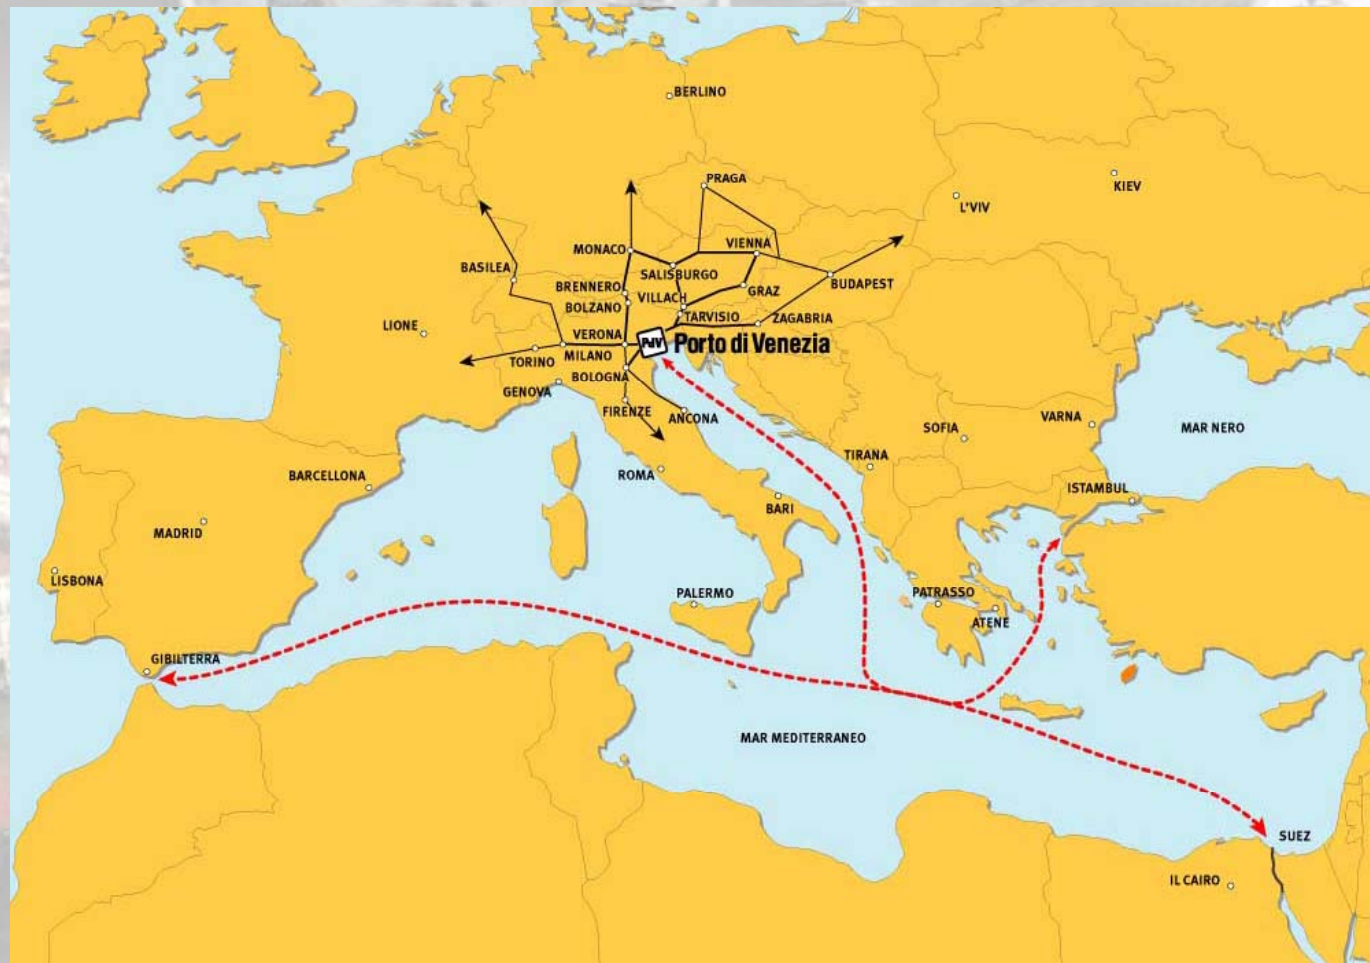 BERLINO
PRAGA
KIEV
L'VIV
MONACO
VIENNA
BASILEA
SALISBURGO
BRENNERO
BUDAPEST
VILLACH
GRAZ
BOLZANO
TARVISIO
ZAGABRIA
LIONE
VERONA
PdV
Porto di Venezia
TORINO
MILANO
BOLOGNA
GENOVA
FIRENZE
ANCONA
VARNA
SOFIA
MAR NERO
TIRANA
BARCELLONA
ROMA
ISTAMBUL
BARI
MADRID
LISBONA
PALERMO
PATRASSO
ATENE
GIBILTERRA
MAR MEDITERRANEO
SUEZ
IL CAIRO